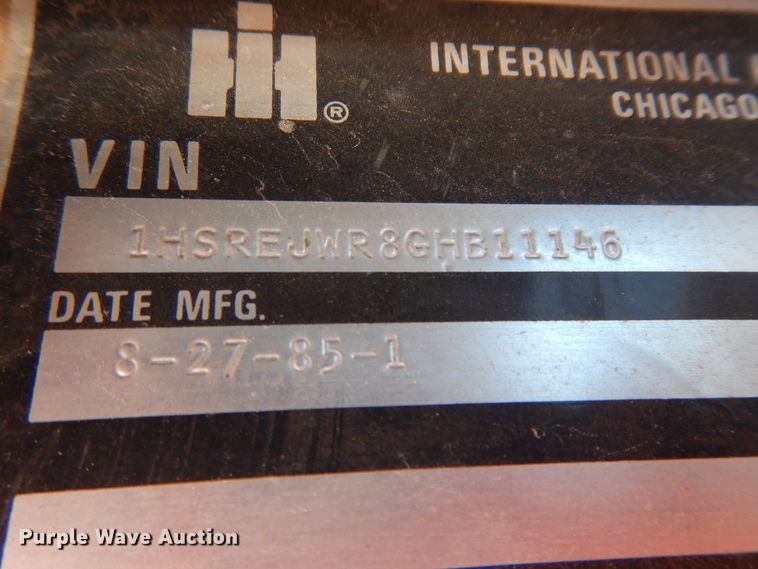 INTERNATIONAL
CHICAGO
®
VIN
1HSREJWR8GHB11146
DATE MFG.
8-27-85-1
Purple Wave Auction